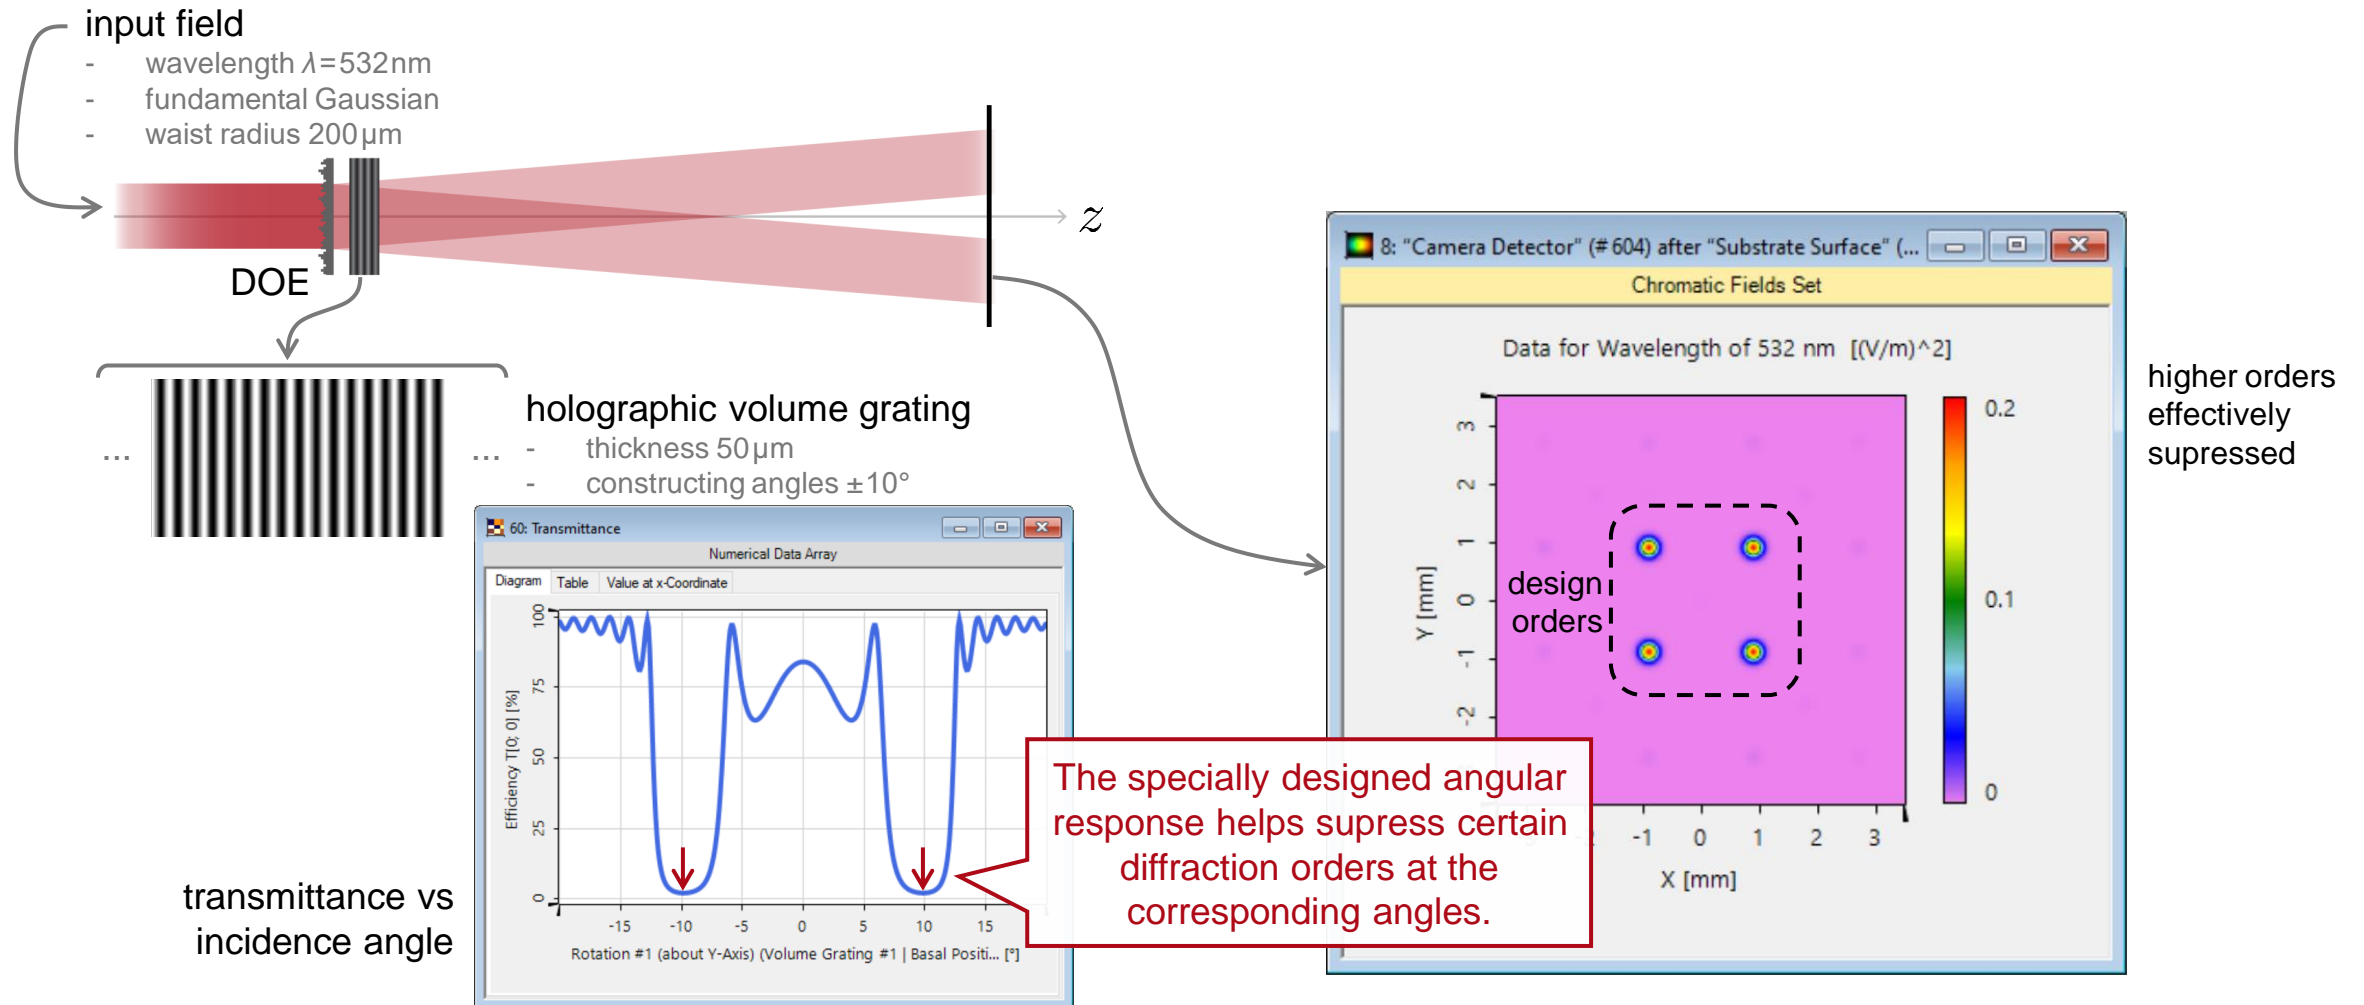 input field
- wavelength λ=532nm
- fundamental Gaussian
- waist radius 200µm
z
DOE
... ...
holographic volume grating
- thickness 50µm
- constructing angles ±10°
60: Transmittance
Numerical Data Array
Diagram Table Value at x-Coordinate
Efficiency T[0; 0] [%]
100
75
50
25
0
-15 -10 -5 0 5 10 15
Rotation #1 (about Y-Axis) (Volume Grating #1 | Basal Positi... [°]
transmittance vs
incidence angle
The specially designed angular
response helps supress certain
diffraction orders at the
corresponding angles.
8: "Camera Detector" (# 604) after "Substrate Surface" (...
Chromatic Fields Set
Data for Wavelength of 532 nm [(V/m)^2]
Y [mm]
3
2
1
0
-1
-2
design
orders
-1 0 1 2 3
X [mm]
0.2
0.1
0
higher orders
effectively
supressed